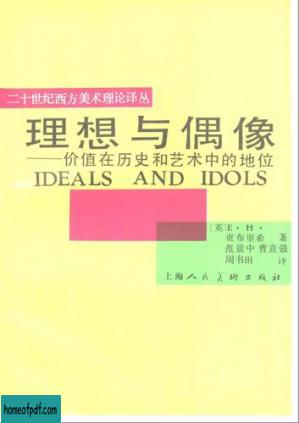 二十世纪西方美术理论译丛
理想与偶像
——价值在历史和艺术中的地位
IDEALS AND IDOLS
[英]E·H·
贡布里希 著
范景中 曹意强
周书田 译
上海人民美术出版社
homeofpdf.com